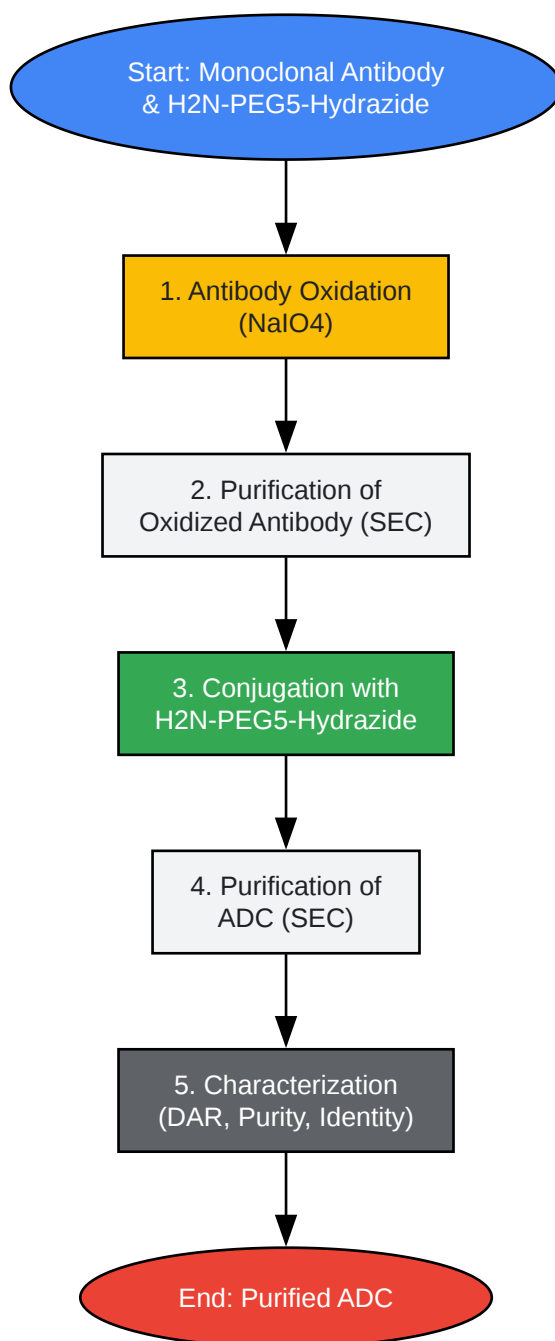 Start: Monoclonal Antibody
& H2N-PEG5-Hydrazide
1. Antibody Oxidation
(NaIO4)
2. Purification of
Oxidized Antibody (SEC)
3. Conjugation with
H2N-PEG5-Hydrazide
4. Purification of
ADC (SEC)
5. Characterization
(DAR, Purity, Identity)
End: Purified ADC